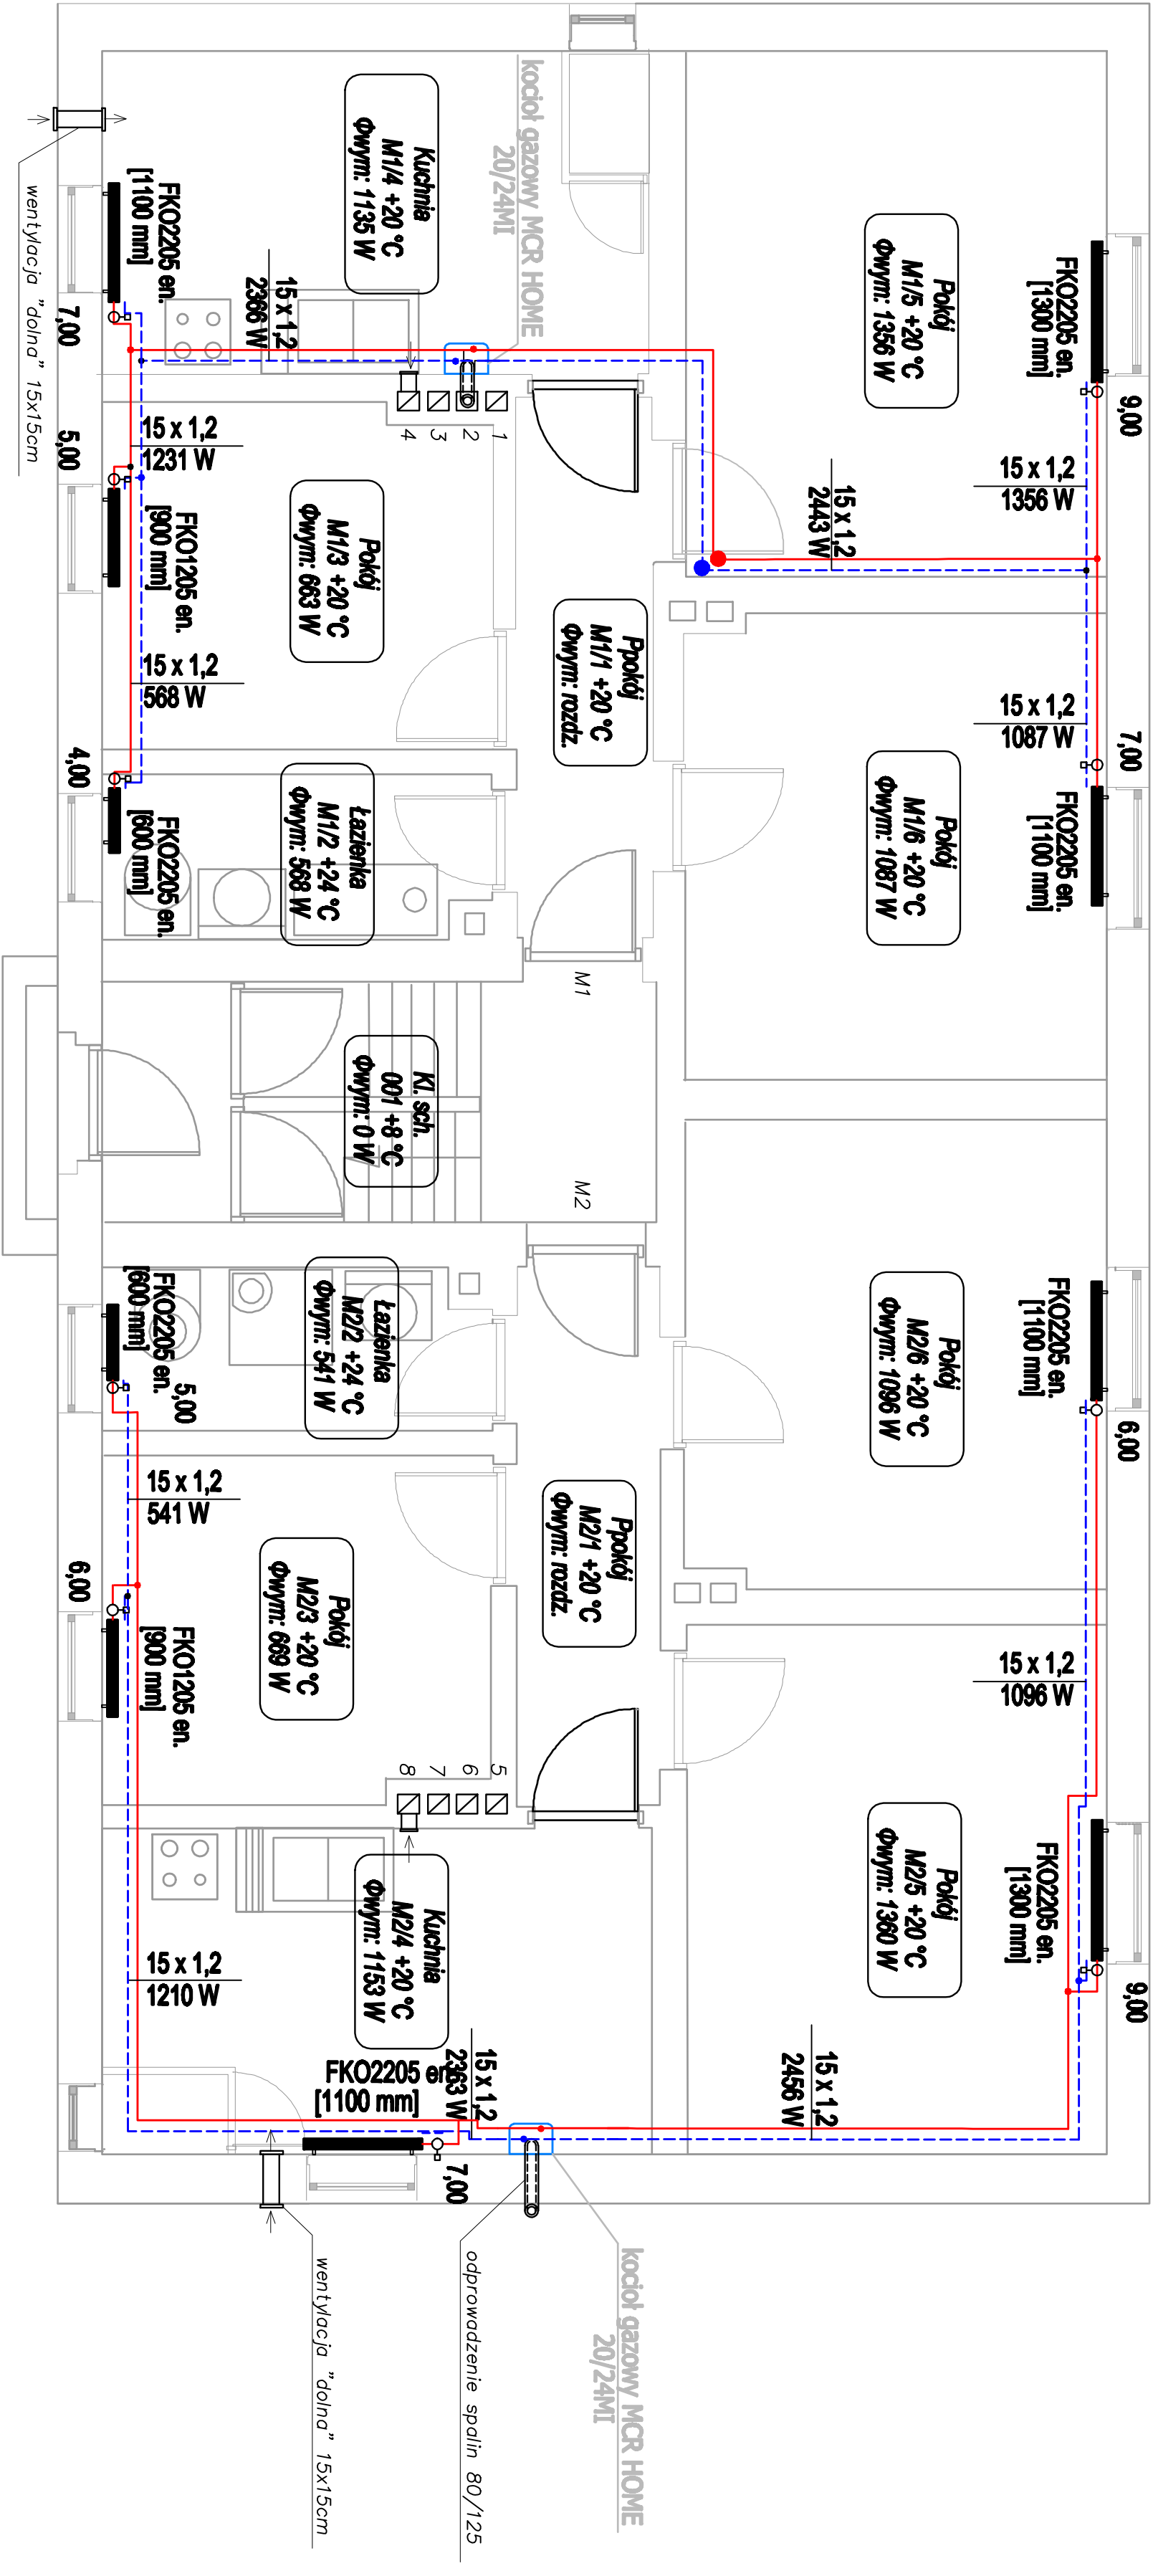 kocioł gazowy MCR HOME
20/24MI
Kuchnia
M1/4 +20 °C
Φwym: 1135 W
Pokój
M1/5 +20 °C
Φwym: 1356 W
FKO2205 en.
[1300 mm]
9,00
FKO2205 en.
[1100 mm]
7,00
wentylacja "dolna" 15x15cm
15 x 1,2
2366 W
1
2
3
4
15 x 1,2
1231 W
5,00
FKO1205 en.
[900 mm]
Pokój
M1/3 +20 °C
Φwym: 663 W
15 x 1,2
2443 W
15 x 1,2
1356 W
Ppokój
M1/1 +20 °C
Φwym: rozdz.
15 x 1,2
568 W
15 x 1,2
1087 W
7,00
4,00
FKO2205 en.
[600 mm]
Łazienka
M1/2 +24 °C
Φwym: 568 W
Pokój
M1/6 +20 °C
Φwym: 1087 W
FKO2205 en.
[1100 mm]
M1
Kl. sch.
001 +8 °C
Φwym: 0 W
M2
FKO2205 en.
[600 mm]
5,00
Łazienka
M2/2 +24 °C
Φwym: 541 W
Pokój
M2/6 +20 °C
Φwym: 1096 W
FKO2205 en.
[1100 mm]
6,00
15 x 1,2
541 W
6,00
FKO1205 en.
[900 mm]
Pokój
M2/3 +20 °C
Φwym: 669 W
Ppokój
M2/1 +20 °C
Φwym: rozdz.
15 x 1,2
1096 W
5
6
7
8
Kuchnia
M2/4 +20 °C
Φwym: 1153 W
Pokój
M2/5 +20 °C
Φwym: 1360 W
FKO2205 en.
[1300 mm]
9,00
15 x 1,2
1210 W
FKO2205 en.
[1100 mm]
15 x 1,2
2363 W
15 x 1,2
2456 W
7,00
wentylacja "dolna" 15x15cm
odprowadzenie spalin 80/125
kocioł gazowy MCR HOME
20/24MI